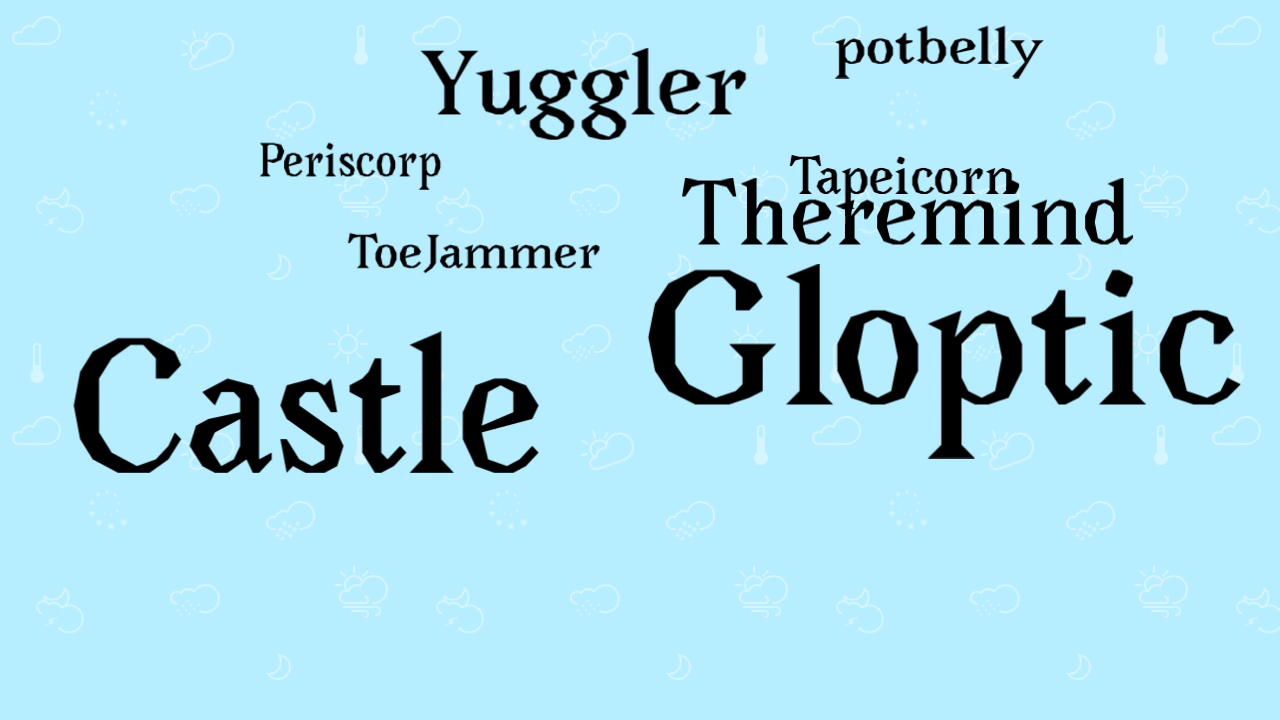 potbelly
Yuggler
Periscorp
Tapeicorn
Theremind
ToeJammer
Gloptic
Castle